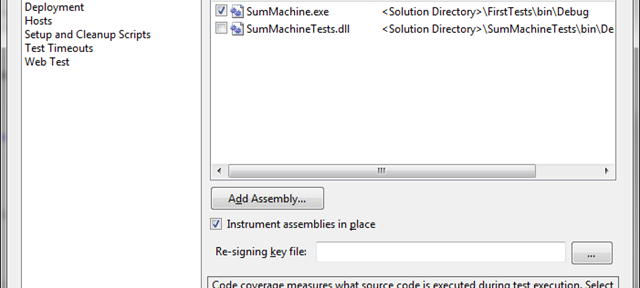 Deployment
Hosts
Setup and Cleanup Scripts
Test Timeouts
Web Test
SumMachine.exe <Solution Directory>\FirstTests\bin\Debug
SumMachineTests.dll <Solution Directory>\SumMachineTests\bin\De
Add Assembly...
Instrument assemblies in place
Re-signing key file:
...
Code coverage measures what source code is executed during test execution. Select